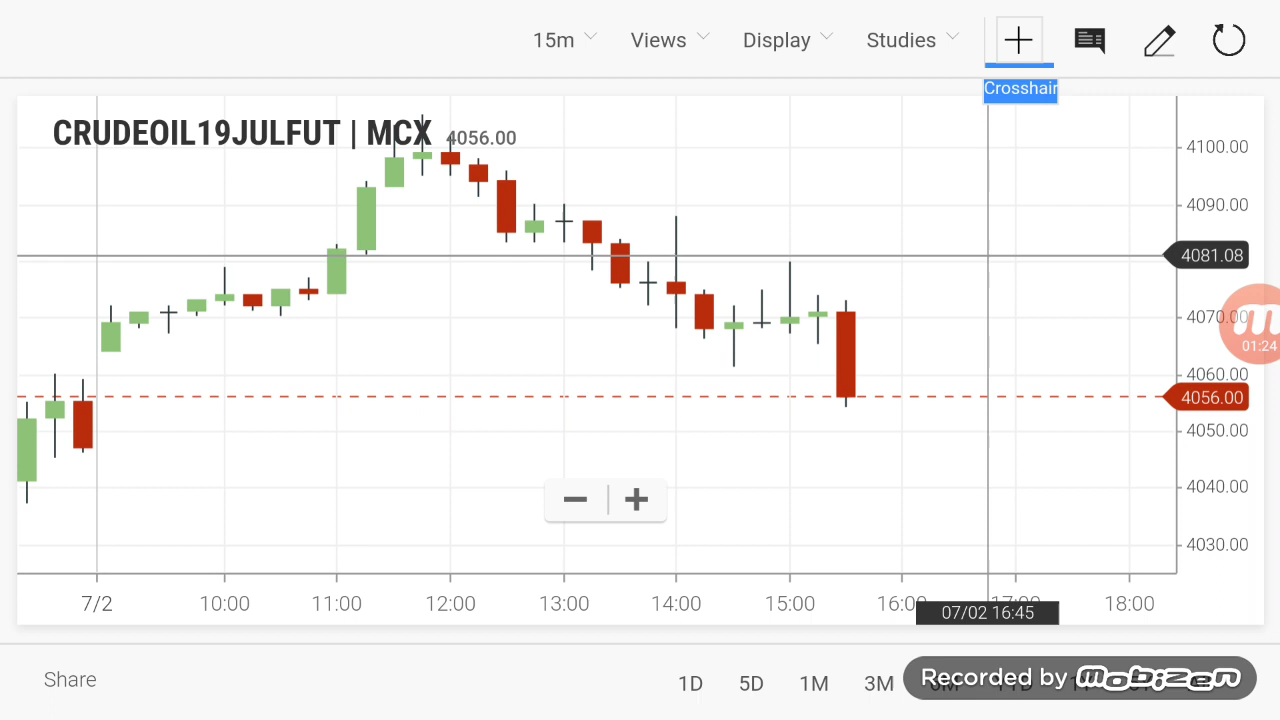 15m Views Display Studies
Crosshair
CRUDEOIL19JULFUT | MCX 4056.00
4100.00
4090.00
4081.08
4070.00
01:24
4060.00
4056.00
4050.00
4040.00
4030.00
7/2 10:00 11:00 12:00 13:00 14:00 15:00 16:00 17:00 18:00
07/02 16:45
Share 1D 5D 1M 3M
Recorded by mobizen